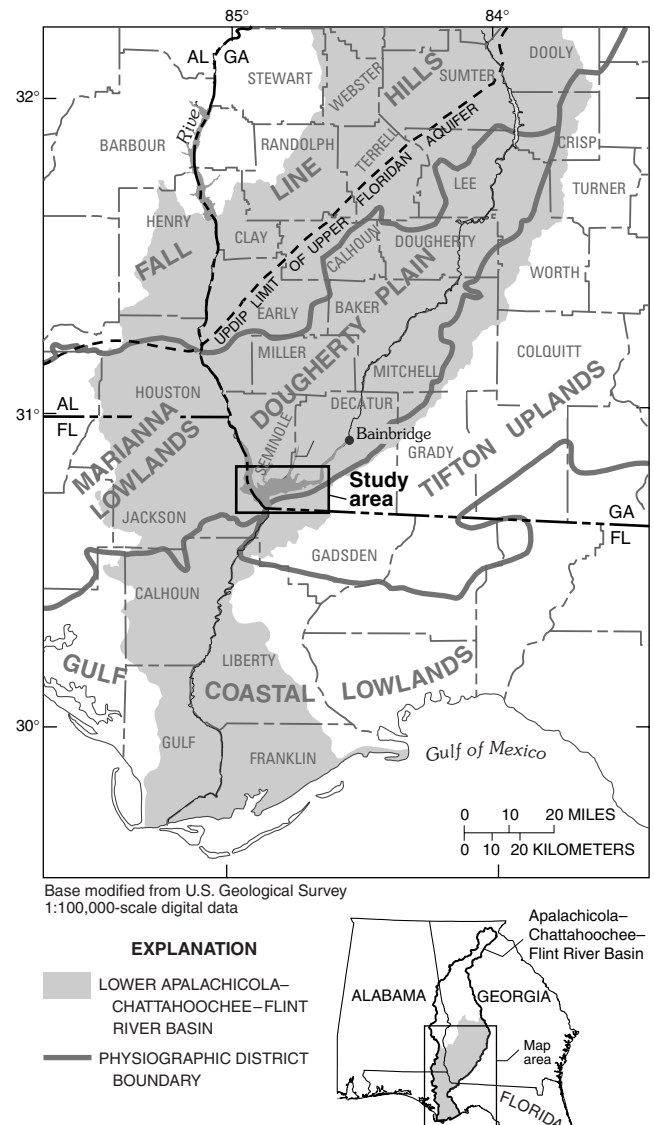 85°
84°
AL
GA
STEWART
WEBSTER
HILLS
SUMTER
DOOLY
32°
River
BARBOUR
RANDOLPH
TERRELL
CRISP
LINE
LEE
TURNER
HENRY
CLAY
CALHOUN
DOUGHERTY
FALL
UPDIP LIMIT OF UPPER FLORIDAN AQUIFER
WORTH
EARLY
BAKER
DOUGHERTY PLAIN
MILLER
COLQUITT
MITCHELL
HOUSTON
DECATUR
31°
AL
FL
MARIANNA
LOWLANDS
SEMINOLE
Bainbridge
GRADY
TIFTON UPLANDS
Study
area
JACKSON
GA
FL
GADSDEN
CALHOUN
LIBERTY
GULF COASTAL LOWLANDS
30°
GULF
FRANKLIN
Gulf of Mexico
0 10 20 MILES
0 10 20 KILOMETERS
Base modified from U.S. Geological Survey
1:100,000-scale digital data
EXPLANATION
LOWER APALACHICOLA–
CHATTAHOOCHEE–FLINT
RIVER BASIN
PHYSIOGRAPHIC DISTRICT
BOUNDARY
Apalachicola–
Chattahoochee–
Flint River Basin
ALABAMA
GEORGIA
Map
area
FLORIDA